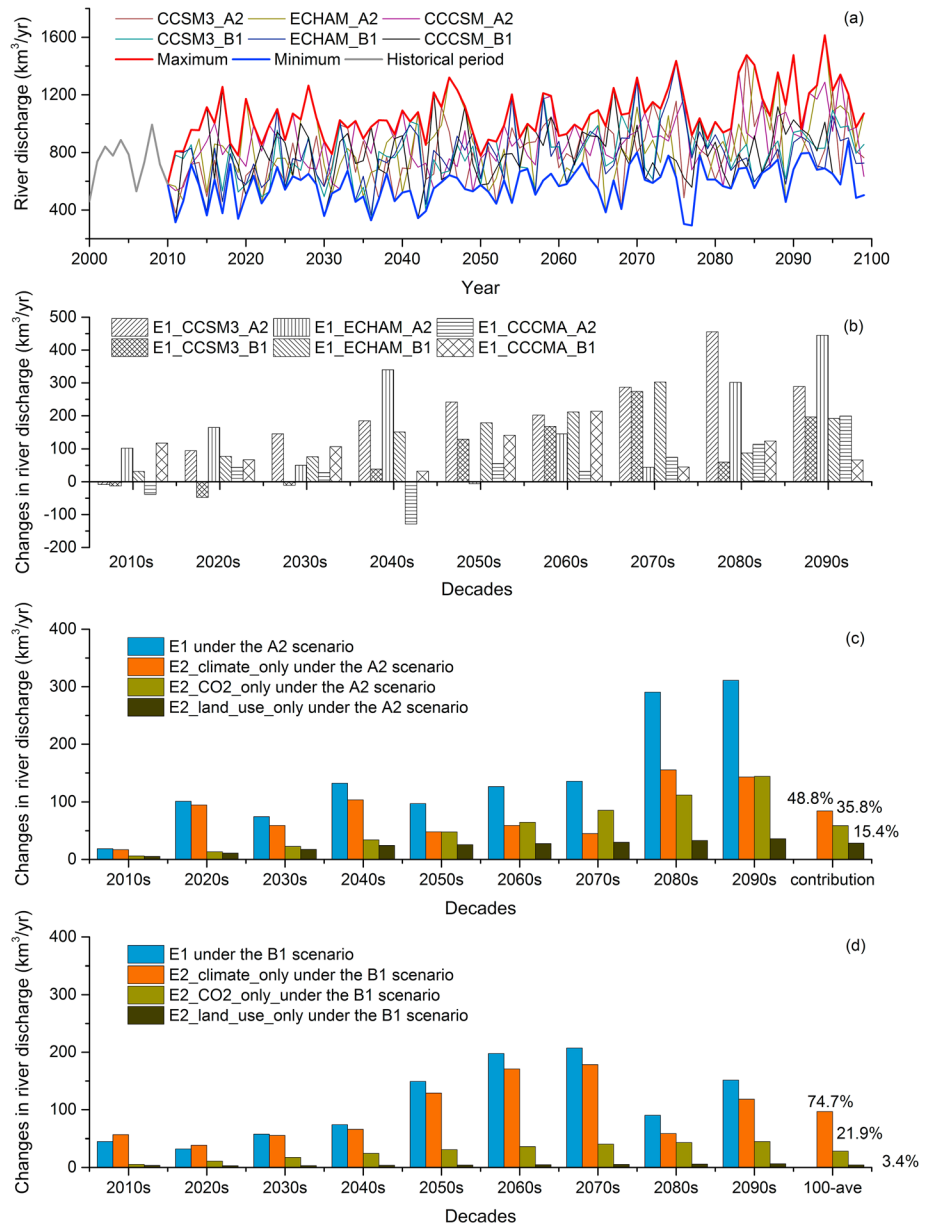 CCSM3_A2 ECHAM_A2 CCCSM_A2 (a)
CCSM3_B1 ECHAM_B1 CCCSM_B1
Maximum Minimum Historical period
River discharge (km³/yr)
1600
1200
800
400
2000 2010 2020 2030 2040 2050 2060 2070 2080 2090 2100
Year
(b)
E1_CCSM3_A2 E1_ECHAM_A2 E1_CCCMA_A2
E1_CCSM3_B1 E1_ECHAM_B1 E1_CCCMA_B1
Changes in river discharge (km³/yr)
500
400
300
200
100
0
-100
-200
2010s 2020s 2030s 2040s 2050s 2060s 2070s 2080s 2090s
Decades
(c)
E1 under the A2 scenario
E2_climate_only under the A2 scenario
E2_CO2_only under the A2 scenario
E2_land_use_only under the A2 scenario
Changes in river discharge (km³/yr)
400
300
200
100
0
48.8%
35.8%
15.4%
2010s 2020s 2030s 2040s 2050s 2060s 2070s 2080s 2090s contribution
Decades
(d)
E1 under the B1 scenario
E2_climate_only under the B1 scenario
E2_CO2_only_under the B1 scenario
E2_land_use_only under the B1 scenario
Changes in river discharge (km³/yr)
400
300
200
100
0
74.7%
21.9%
3.4%
2010s 2020s 2030s 2040s 2050s 2060s 2070s 2080s 2090s 100-ave
Decades